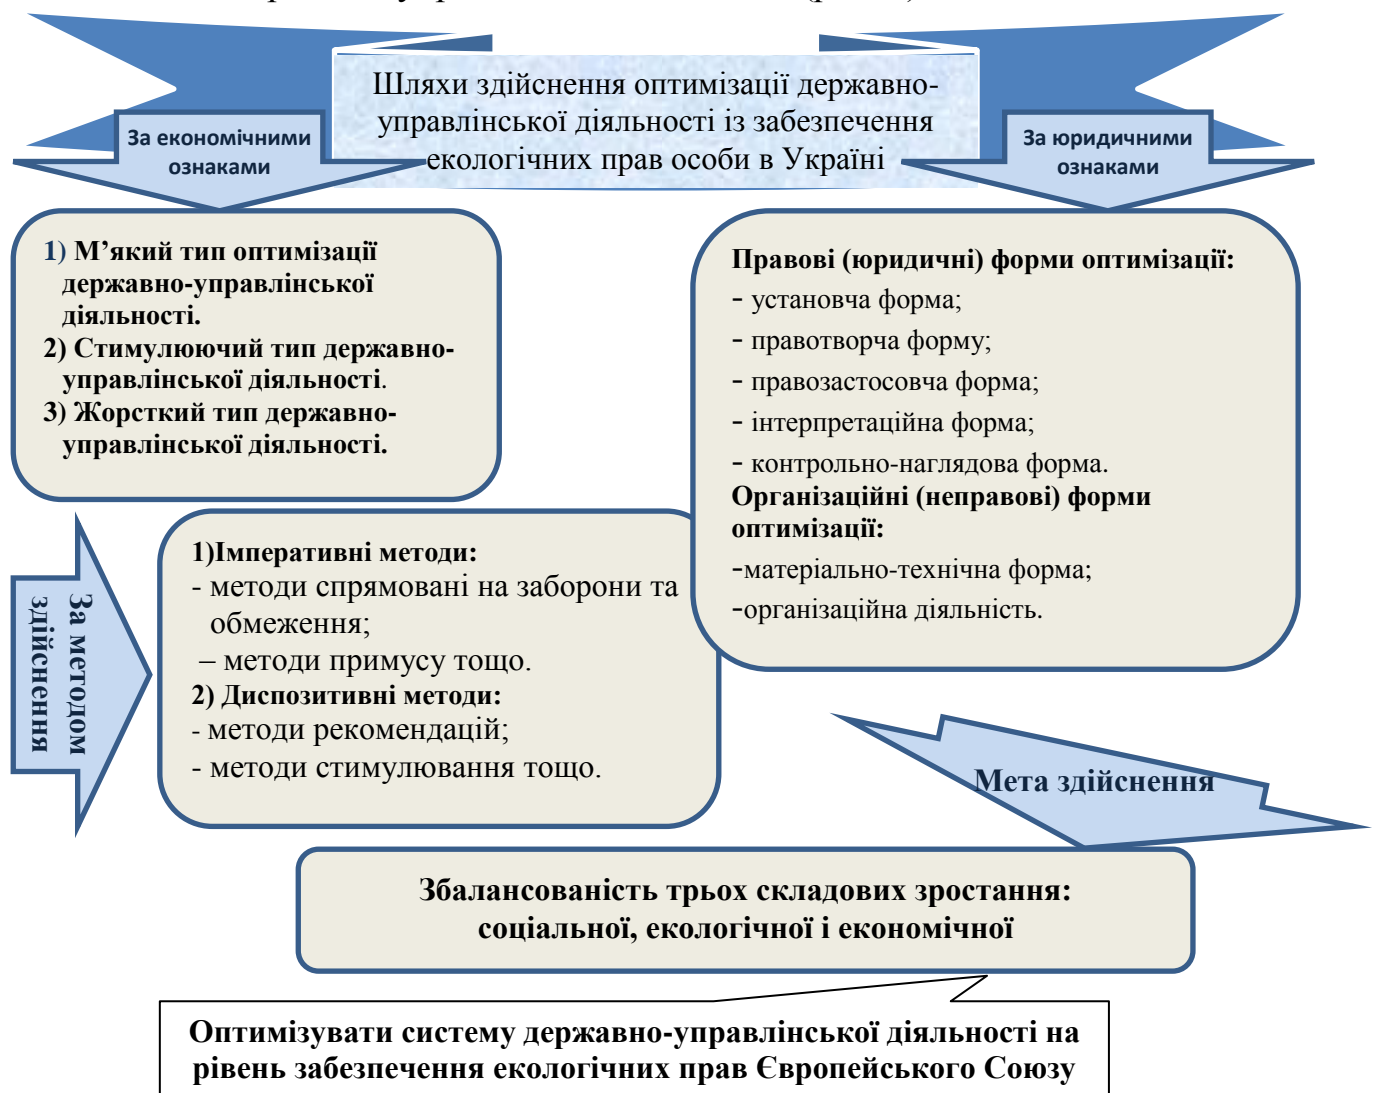 Шляхи здійснення оптимізації державно-
управлінської діяльності із забезпечення
екологічних прав особи в Україні
За економічними
ознаками
За юридичними
ознаками
1) М’який тип оптимізації
державно-управлінської
діяльності.
2) Стимулюючий тип державно-
управлінської діяльності.
3) Жорсткий тип державно-
управлінської діяльності.
Правові (юридичні) форми оптимізації:
- установча форма;
- правотворча форму;
- правозастосовча форма;
- інтерпретаційна форма;
- контрольно-наглядова форма.
Організаційні (неправові) форми
оптимізації:
-матеріально-технічна форма;
-організаційна діяльність.
За методом
здійснення
1)Імперативні методи:
- методи спрямовані на заборони та
обмеження;
– методи примусу тощо.
2) Диспозитивні методи:
- методи рекомендацій;
- методи стимулювання тощо.
Мета здійснення
Збалансованість трьох складових зростання:
соціальної, екологічної і економічної
Оптимізувати систему державно-управлінської діяльності на
рівень забезпечення екологічних прав Європейського Союзу